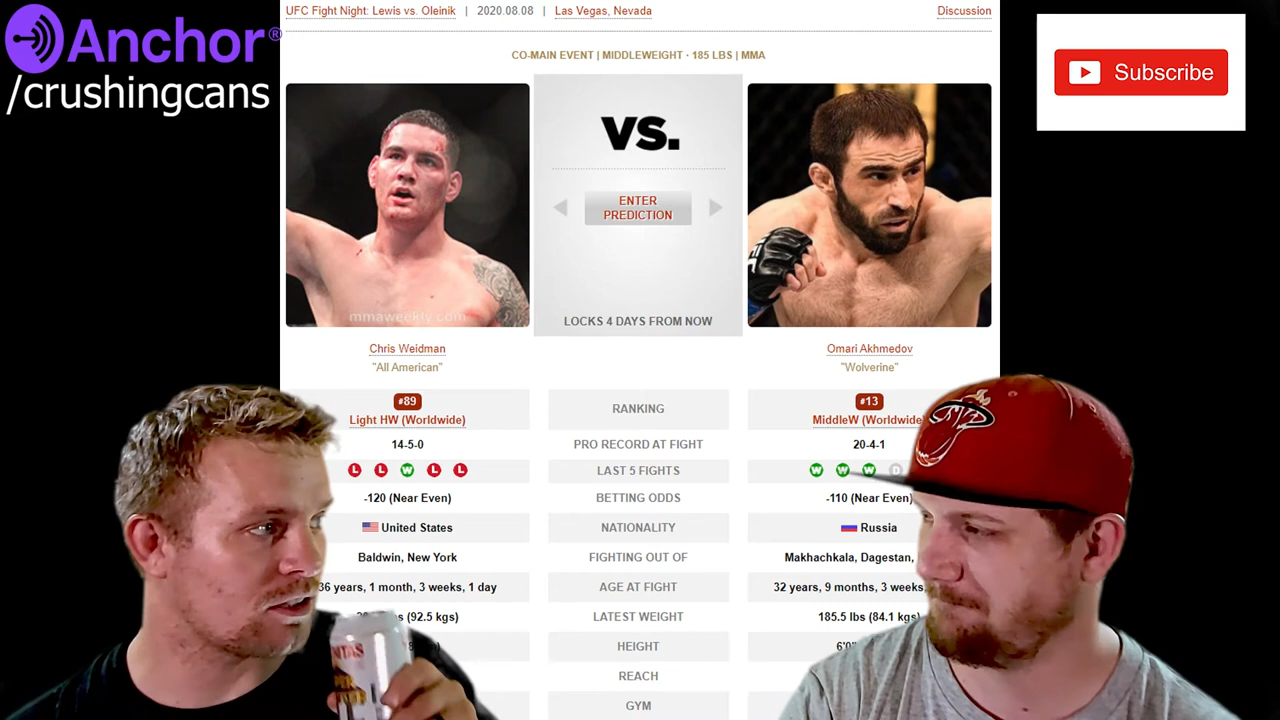 Anchor®
/crushingcans
UFC Fight Night: Lewis vs. Oleinik | 2020.08.08 | Las Vegas, Nevada
Discussion
Subscribe
CO-MAIN EVENT | MIDDLEWEIGHT · 185 LBS | MMA
VS.
ENTER
PREDICTION
mmaweekly.com
LOCKS 4 DAYS FROM NOW
Chris Weidman
Omari Akhmedov
"All American"
"Wolverine"
#89
Light HW (Worldwide)
RANKING
#13
MiddleW (Worldwide
14-5-0
PRO RECORD AT FIGHT
20-4-1
L L W L L
LAST 5 FIGHTS
W W W D
-120 (Near Even)
BETTING ODDS
-110 (Near Even)
United States
NATIONALITY
Russia
Baldwin, New York
FIGHTING OUT OF
Makhachkala, Dagestan,
36 years, 1 month, 3 weeks, 1 day
AGE AT FIGHT
32 years, 9 months, 3 weeks,
(92.5 kgs)
LATEST WEIGHT
185.5 lbs (84.1 kgs)
HEIGHT
6'0"
REACH
GYM